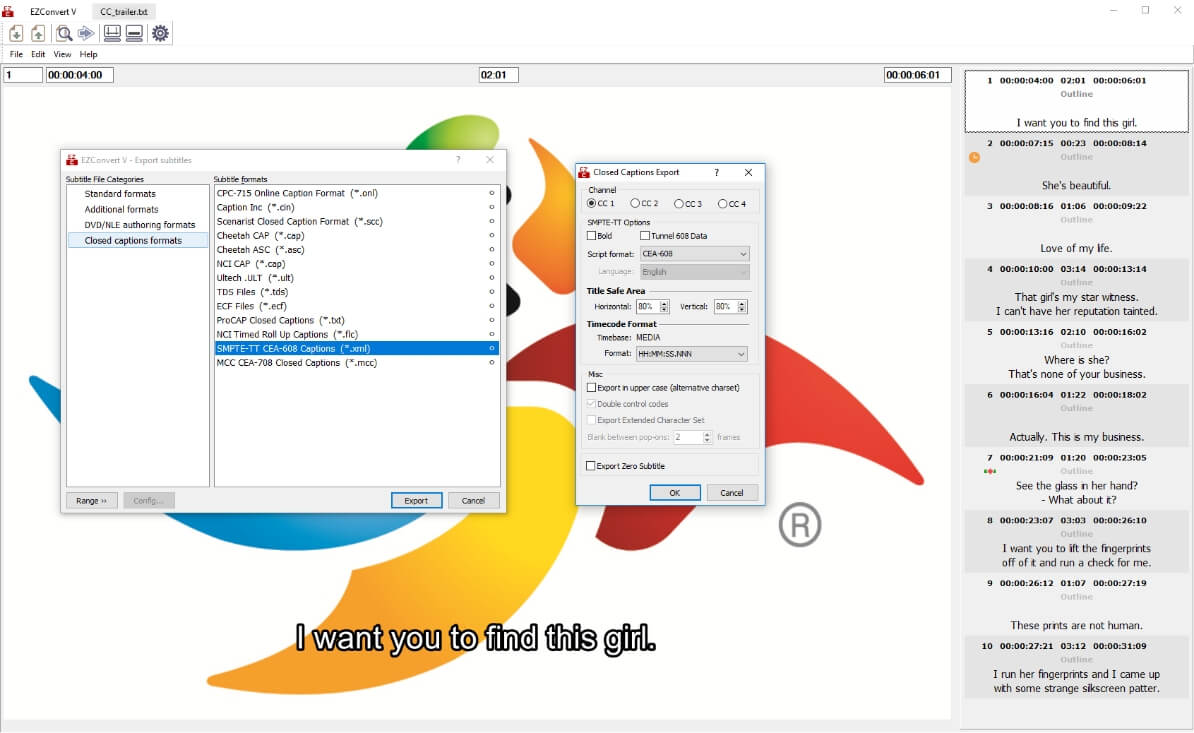 EZConvert V
CC_trailer.txt
File Edit View Help
1 00:00:04:00 02:01 00:00:06:01
EZConvert V - Export subtitles ?
Subtitle File Categories
Standard formats
Additional formats
DVD/NLE authoring formats
Closed captions formats
Subtitle formats
CPC-715 Online Caption Format (*.onl)
Caption Inc (*.cin)
Scenarist Closed Caption Format (*.scc)
Cheetah CAP (*.cap)
Cheetah ASC (*.asc)
NCI CAP (*.cap)
Ultech .ULT (*.ult)
TDS Files (*.tds)
ECF Files (*.ecf)
ProCAP Closed Captions (*.txt)
NCI Timed Roll Up Captions (*.flc)
SMPTE-TT CEA-608 Captions (*.xml)
MCC CEA-708 Closed Captions (*.mcc)
Range ›› Config... Export Cancel
Closed Captions Export ?
Channel
CC 1 CC 2 CC 3 CC 4
SMPTE-TT Options
Bold Tunnel 608 Data
Script format: CEA-608
Language: English
Title Safe Area
Horizontal: 80% Vertical: 80%
Timecode Format
Timebase: MEDIA
Format: HH:MM:SS.NNN
Misc
Export in upper case (alternative charset)
Double control codes
Export Extended Character Set
Blank between pop-ons: 2 frames
Export Zero Subtitle
OK Cancel
®
I want you to find this girl.
1 00:00:04:00 02:01 00:00:06:01
Outline
I want you to find this girl.
2 00:00:07:15 00:23 00:00:08:14
Outline
She's beautiful.
3 00:00:08:16 01:06 00:00:09:22
Outline
Love of my life.
4 00:00:10:00 03:14 00:00:13:14
Outline
That girl's my star witness.
I can't have her reputation tainted.
5 00:00:13:16 02:10 00:00:16:02
Outline
Where is she?
That's none of your business.
6 00:00:16:04 01:22 00:00:18:02
Outline
Actually. This is my business.
7 00:00:21:09 01:20 00:00:23:05
Outline
See the glass in her hand?
- What about it?
8 00:00:23:07 03:03 00:00:26:10
Outline
I want you to lift the fingerprints
off of it and run a check for me.
9 00:00:26:12 01:07 00:00:27:19
Outline
These prints are not human.
10 00:00:27:21 03:12 00:00:31:09
Outline
I run her fingerprints and I came up
with some strange silkscreen patter.